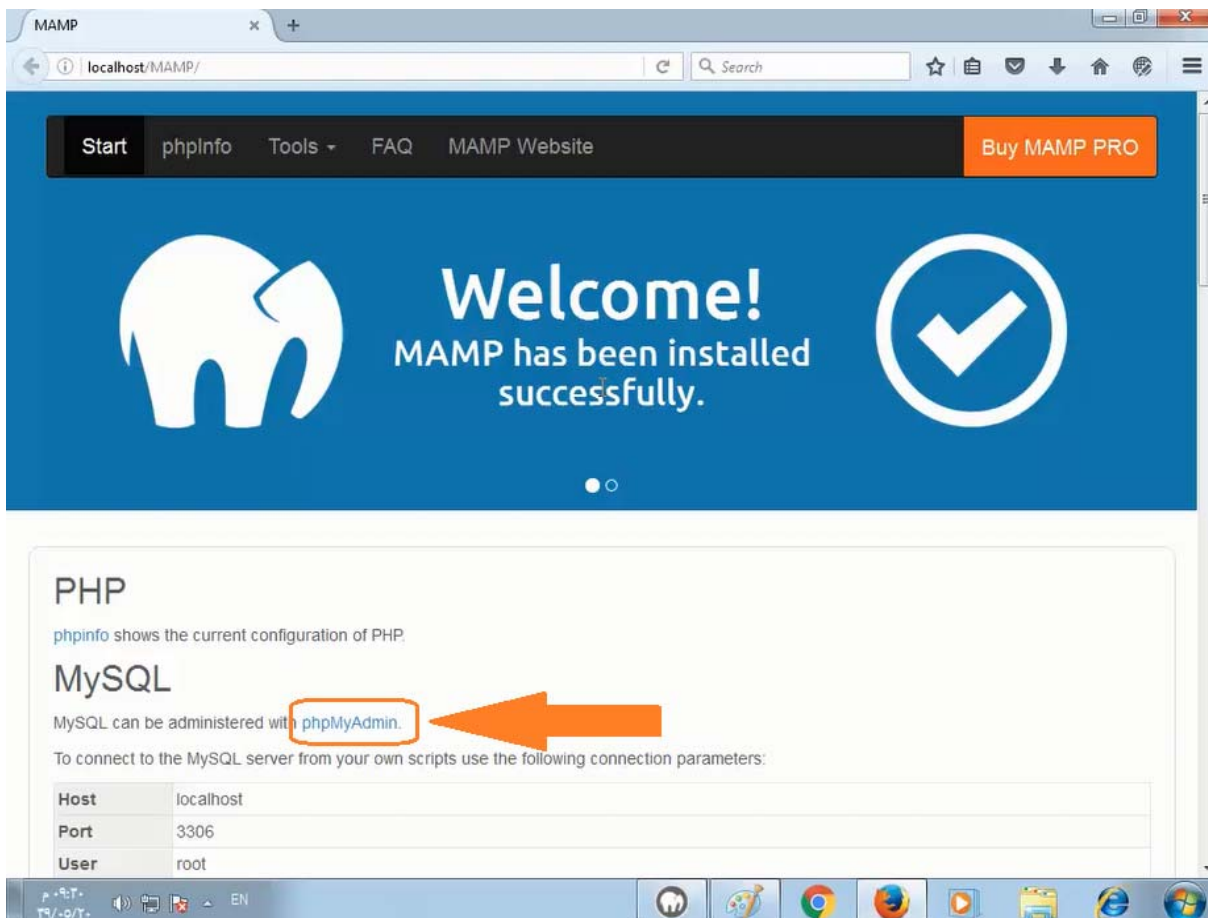 MAMP
localhost/MAMP/
Search
Start phpInfo Tools FAQ MAMP Website Buy MAMP PRO
Welcome!
MAMP has been installed
successfully.
PHP
phpinfo shows the current configuration of PHP.
MySQL
MySQL can be administered with phpMyAdmin.
To connect to the MySQL server from your own scripts use the following connection parameters:
Host localhost
Port 3306
User root
EN